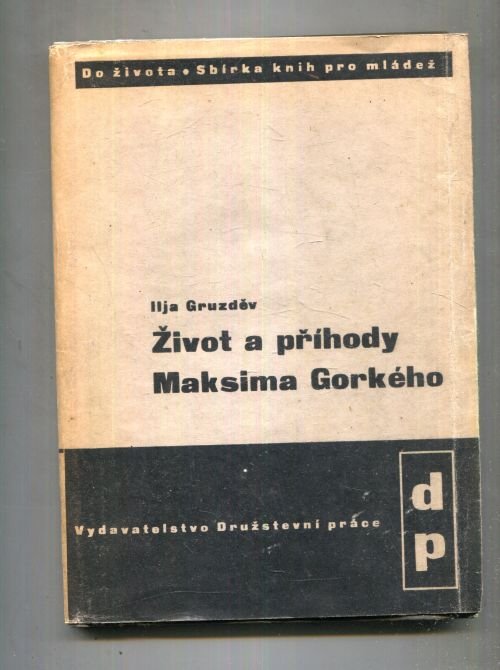 Do života • Sbírka knih pro mládež
Ilja Gruzděv
Život a příhody
Maksima Gorkého
Vydavatelstvo Družstevní práce
d
p